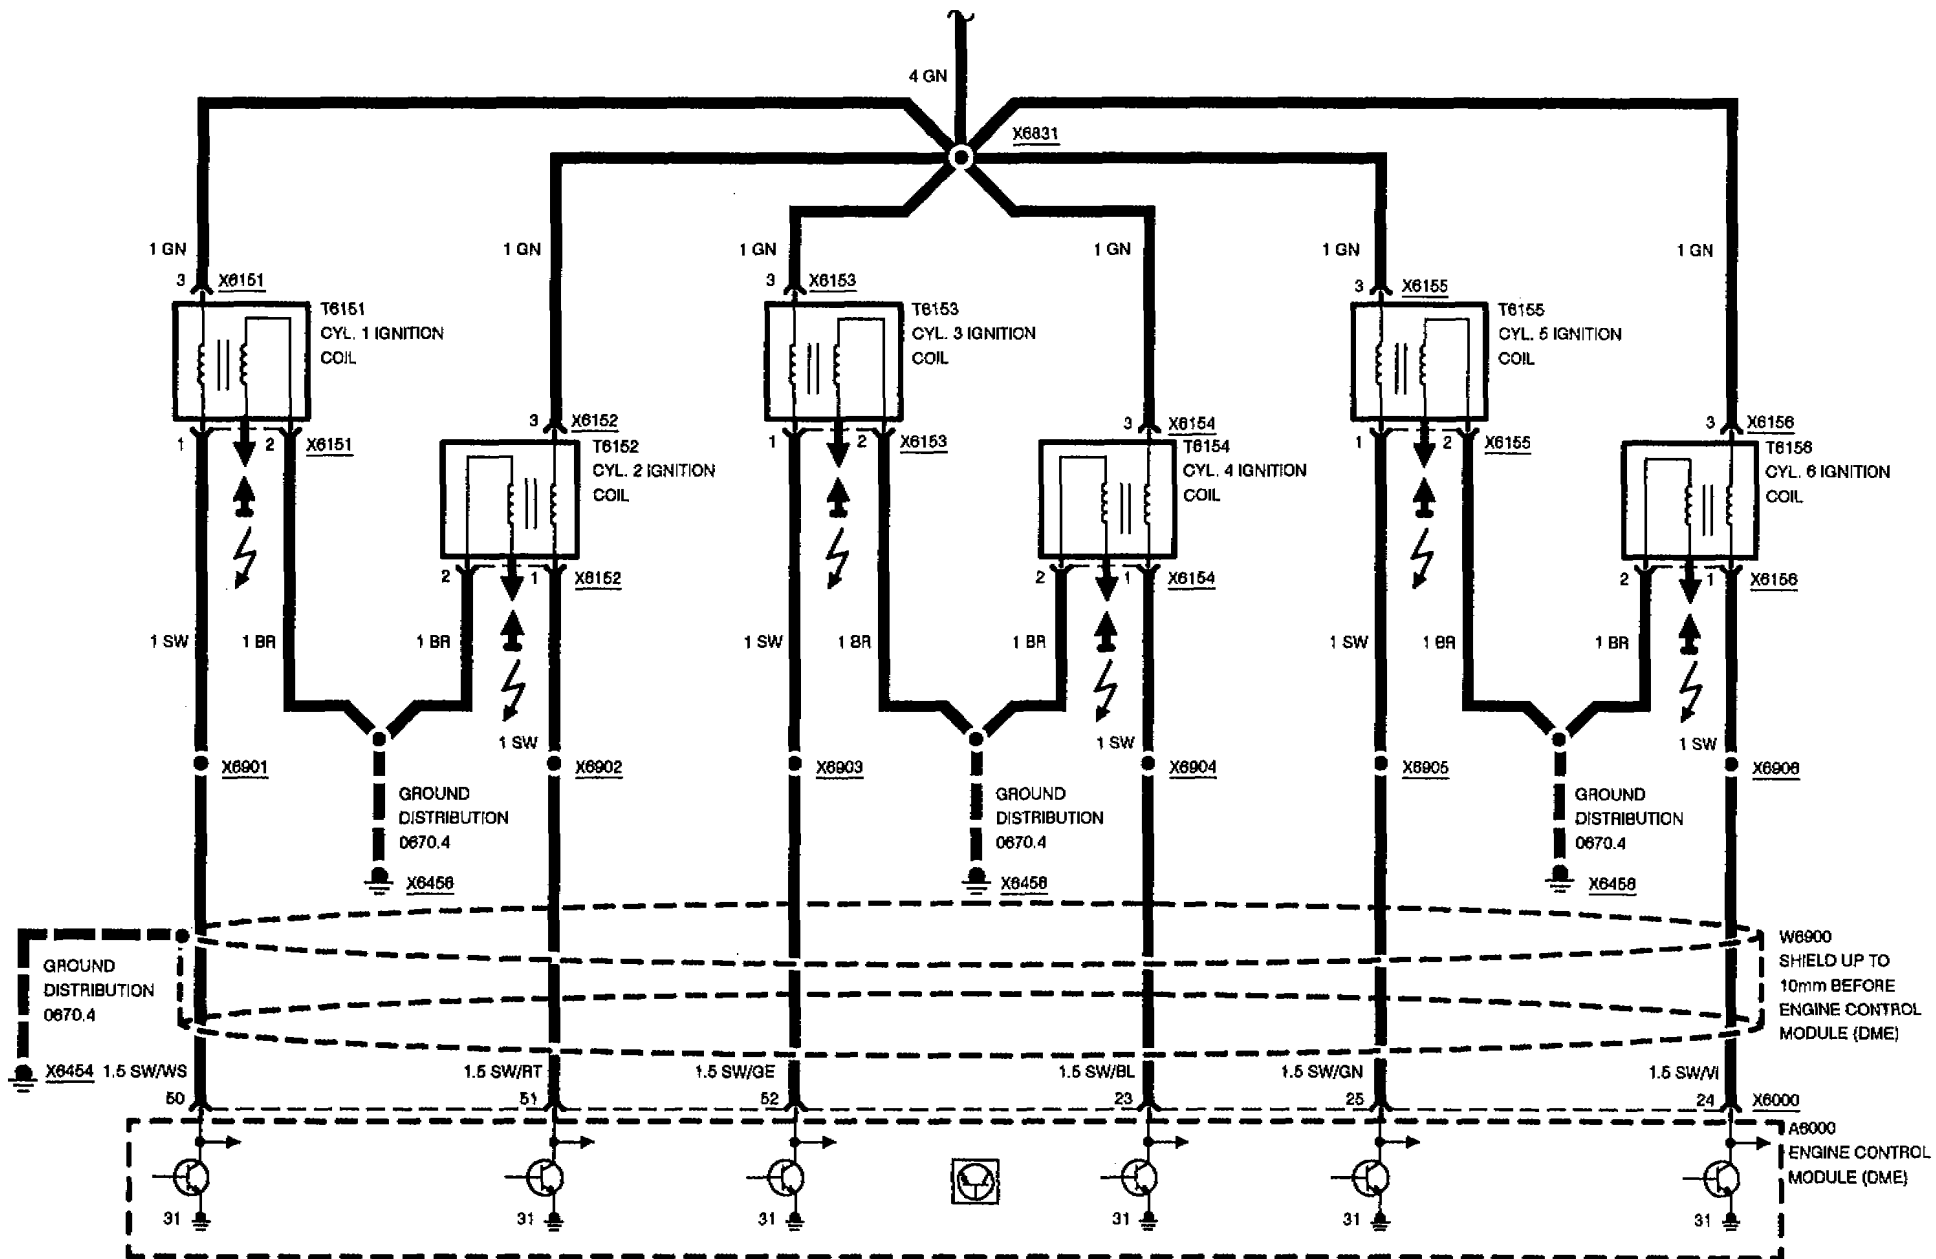 4 GN
X6831
1 GN
1 GN
1 GN
1 GN
1 GN
1 GN
3 X6151
3 X6153
3 X6155
T6151
CYL. 1 IGNITION
COIL
T6153
CYL. 3 IGNITION
COIL
T6155
CYL. 5 IGNITION
COIL
3 X6152
3 X6154
3 X6156
1 2 X6151
1 2 X6153
1 2 X6155
T6152
CYL. 2 IGNITION
COIL
T6154
CYL. 4 IGNITION
COIL
T6156
CYL. 6 IGNITION
COIL
2 1 X6152
2 1 X6154
2 1 X6156
1 SW
1 BR
1 BR
1 SW
1 BR
1 BR
1 SW
1 BR
1 BR
1 SW
1 SW
1 SW
X6901
X6902
X6903
X6904
X6905
X6906
GROUND
DISTRIBUTION
0670.4
GROUND
DISTRIBUTION
0670.4
GROUND
DISTRIBUTION
0670.4
X6456
X6456
X6456
GROUND
DISTRIBUTION
0670.4
W6900
SHIELD UP TO
10mm BEFORE
ENGINE CONTROL
MODULE (DME)
X6454
1.5 SW/WS
1.5 SW/RT
1.5 SW/GE
1.5 SW/BL
1.5 SW/GN
1.5 SW/VI
50
51
52
23
25
24
X6000
A6000
ENGINE CONTROL
MODULE (DME)
31
31
31
31
31
31